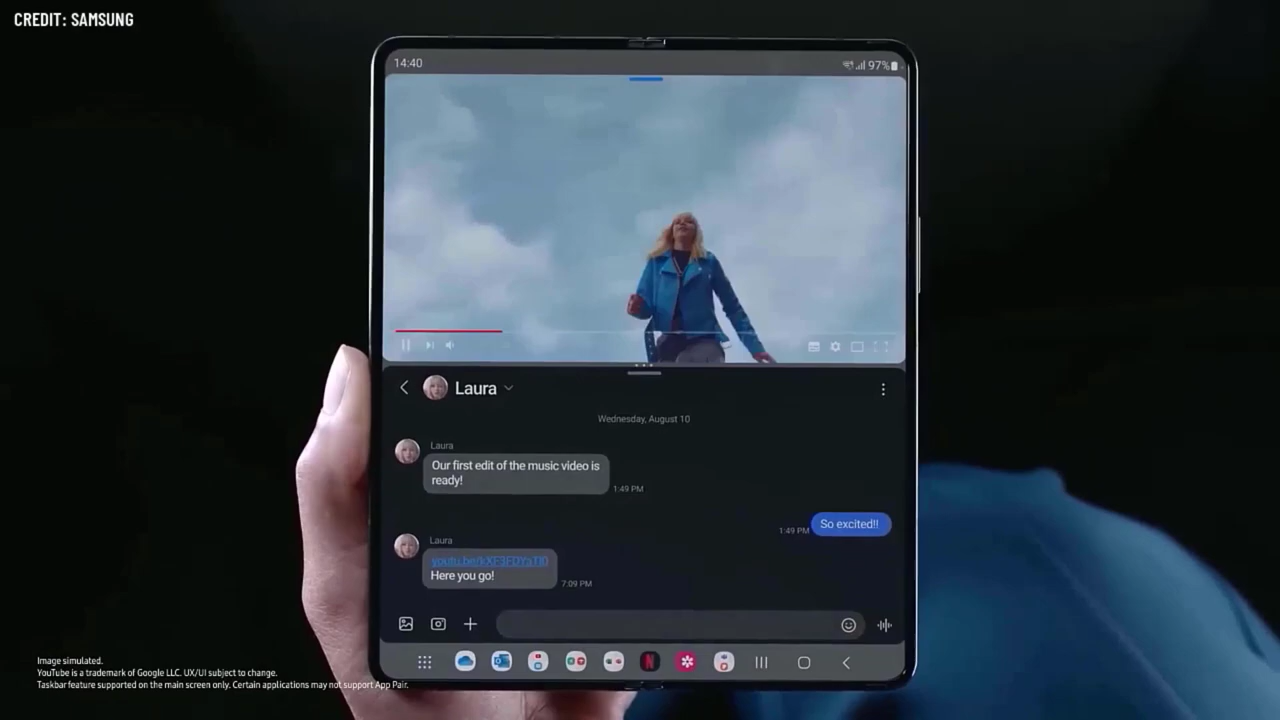 CREDIT: SAMSUNG
14:40
97%
Laura
Wednesday, August 10
Laura
Our first edit of the music video is
ready!
1:49 PM
1:49 PM
So excited!!
Laura
Here you go!
7:09 PM
N
Image simulated.
YouTube is a trademark of Google LLC. UX/UI subject to change.
Taskbar feature supported on the main screen only. Certain applications may not support App Pair.